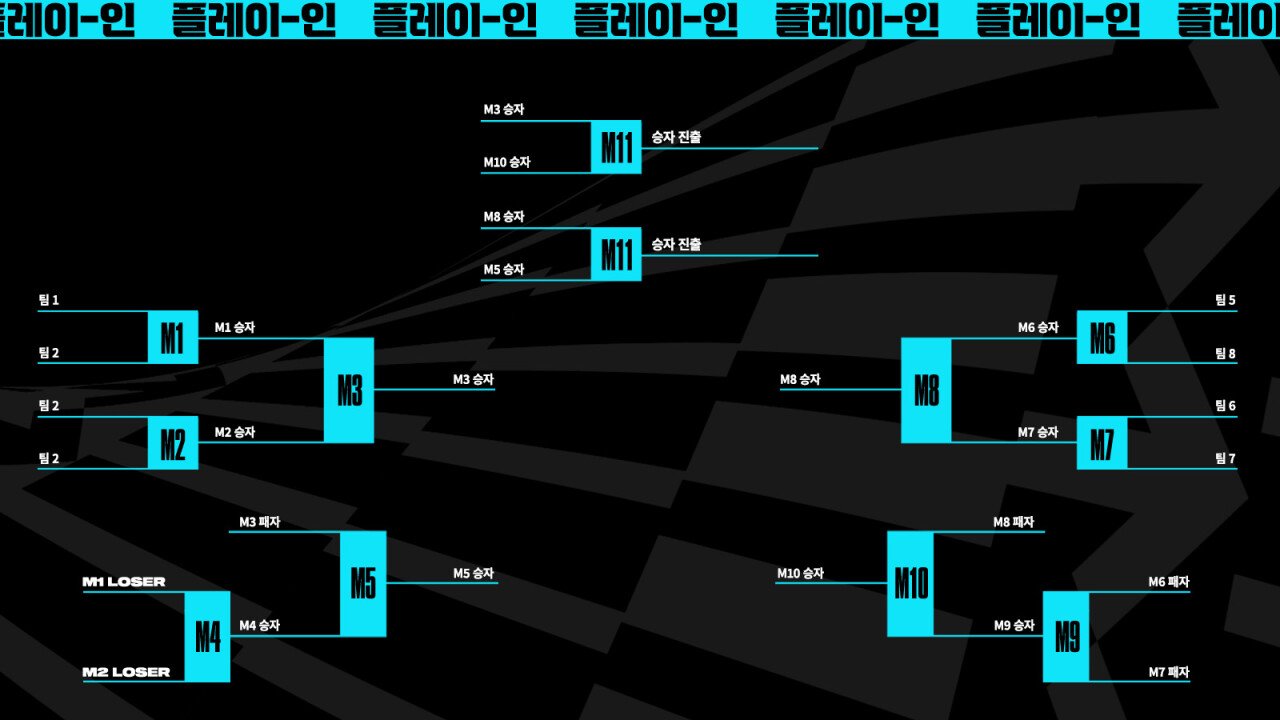 플레이-인 플레이-인 플레이-인 플레이-인 플레이-인 플레이-인 플레이
M3 승자
M11
승자 진출
M10 승자
M8 승자
M11
승자 진출
M5 승자
팀 1
M1
팀 2
M1 승자
팀 2
M2
팀 2
M2 승자
M3
M3 승자
M3 패자
M5
M5 승자
M1 LOSER
M4
M4 승자
M2 LOSER
팀 5
M6
팀 8
M6 승자
팀 6
M7
팀 7
M7 승자
M8
M8 승자
M8 패자
M10
M10 승자
M6 패자
M9
M9 승자
M7 패자